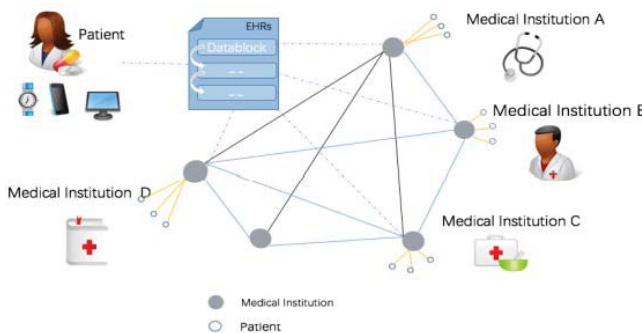 Patient
EHRs
Datablock
Medical Institution A
Medical Institution B
Medical Institution D
Medical Institution C
Medical Institution
Patient